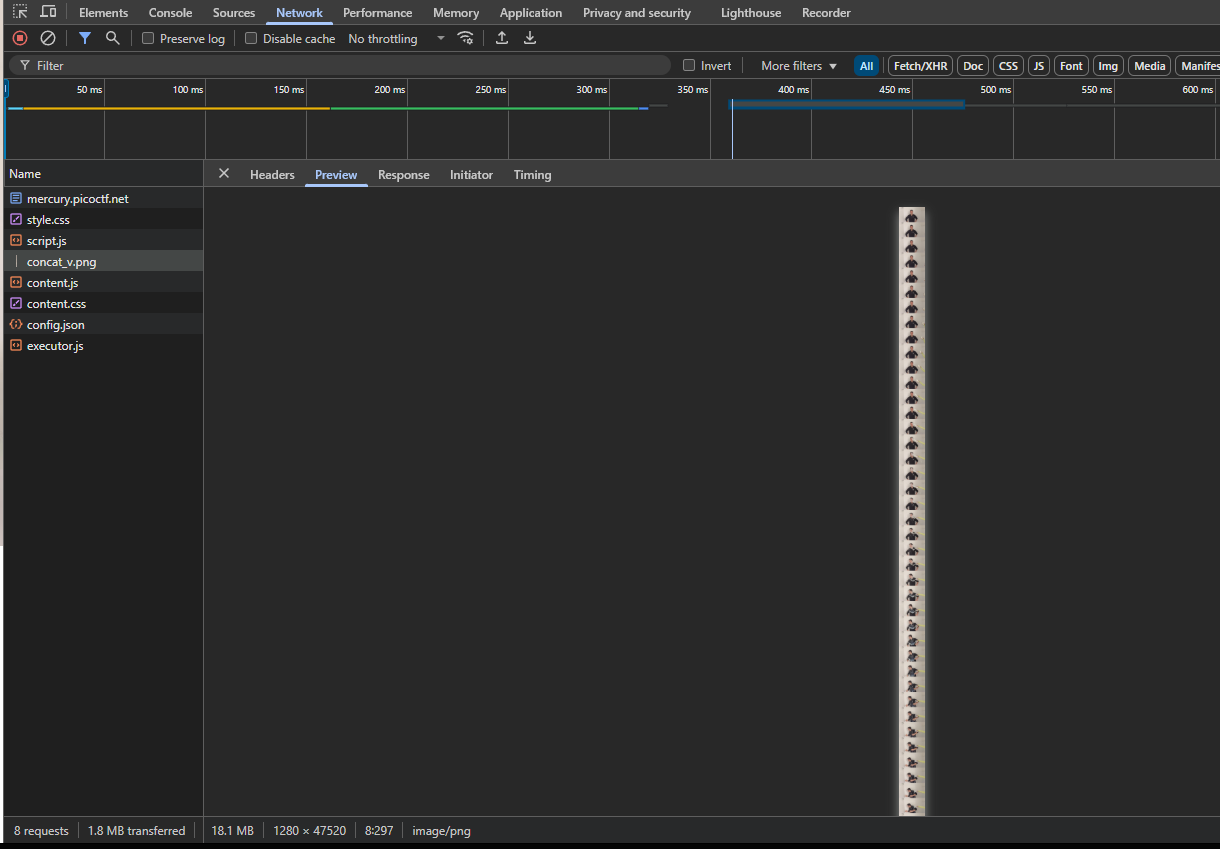 Elements Console Sources Network Performance Memory Application Privacy and security Lighthouse Recorder
Preserve log Disable cache No throttling
Filter Invert More filters All Fetch/XHR Doc CSS JS Font Img Media Manifes
50 ms 100 ms 150 ms 200 ms 250 ms 300 ms 350 ms 400 ms 450 ms 500 ms 550 ms 600 ms
Name Headers Preview Response Initiator Timing
mercury.picoctf.net
style.css
script.js
concat_v.png
content.js
content.css
config.json
executor.js
8 requests 1.8 MB transferred 18.1 MB 1280 × 47520 8:297 image/png